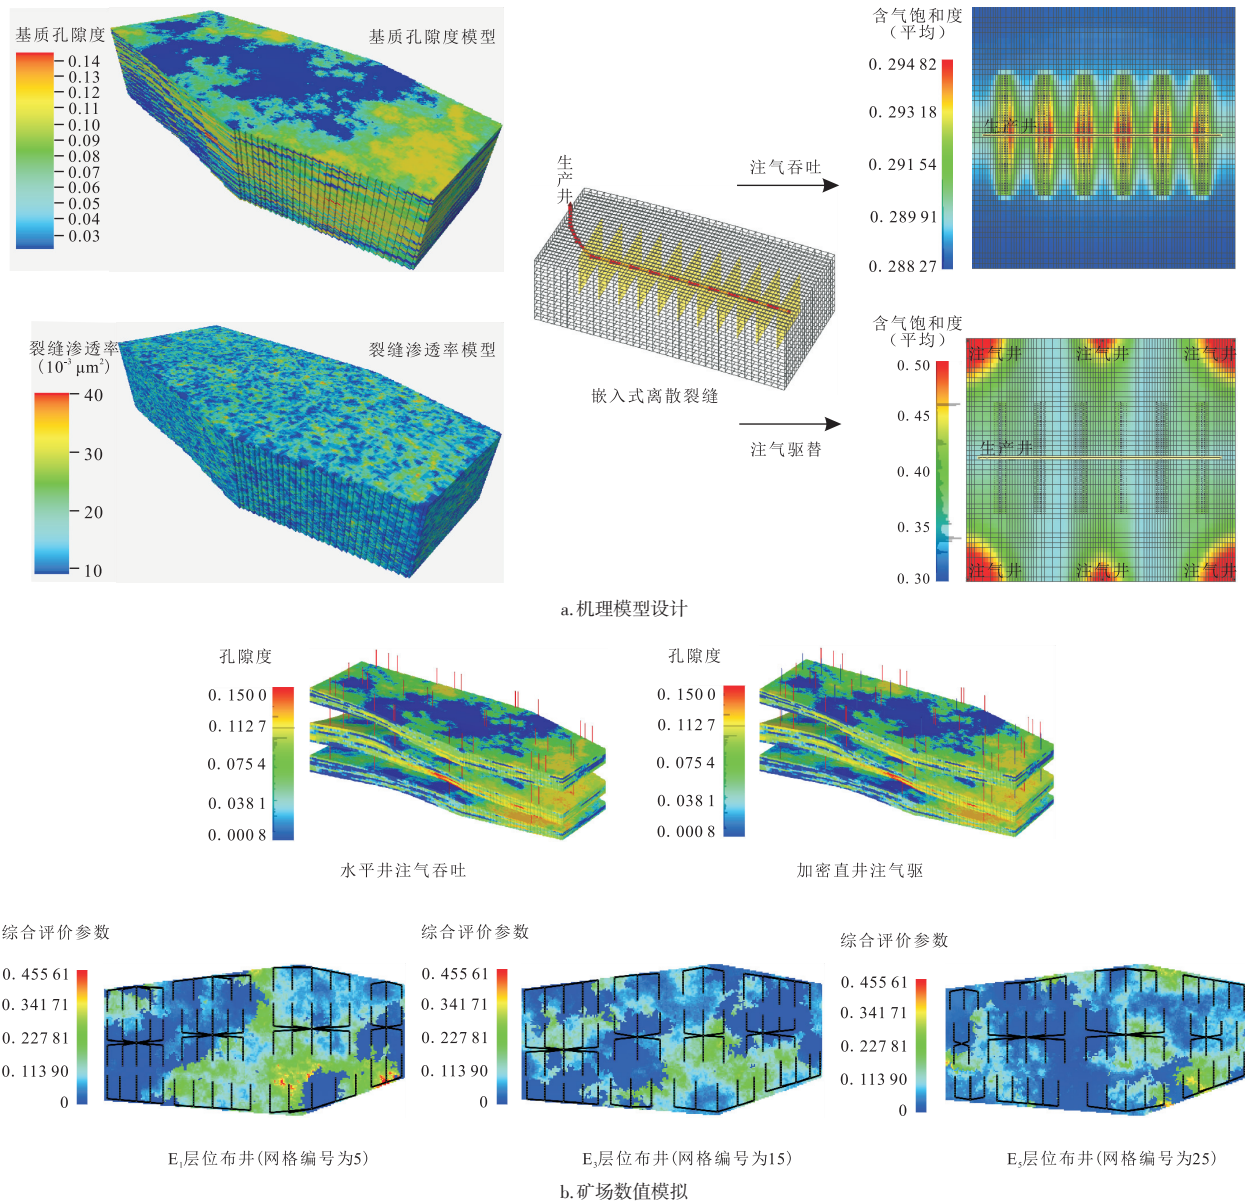 基质孔隙度
0.14
0.13
0.12
0.11
0.10
0.09
0.08
0.07
0.06
0.05
0.04
0.03
基质孔隙度模型
裂缝渗透率
(10⁻³ μm²)
40
30
20
10
裂缝渗透率模型
生产井
嵌入式离散裂缝
注气吞吐
注气驱替
含气饱和度
(平均)
0.294 82
0.293 18
0.291 54
0.289 91
0.288 27
生产井
含气饱和度
(平均)
0.50
0.45
0.40
0.35
0.30
注气井 注气井 注气井
生产井
注气井 注气井 注气井
a.机理模型设计
孔隙度
0.150 0
0.112 7
0.075 4
0.038 1
0.000 8
水平井注气吞吐
孔隙度
0.150 0
0.112 7
0.075 4
0.038 1
0.000 8
加密直井注气驱
综合评价参数
0.455 61
0.341 71
0.227 81
0.113 90
0
E₁层位布井(网格编号为5)
综合评价参数
0.455 61
0.341 71
0.227 81
0.113 90
0
E₃层位布井(网格编号为15)
综合评价参数
0.455 61
0.341 71
0.227 81
0.113 90
0
E₅层位布井(网格编号为25)
b.矿场数值模拟